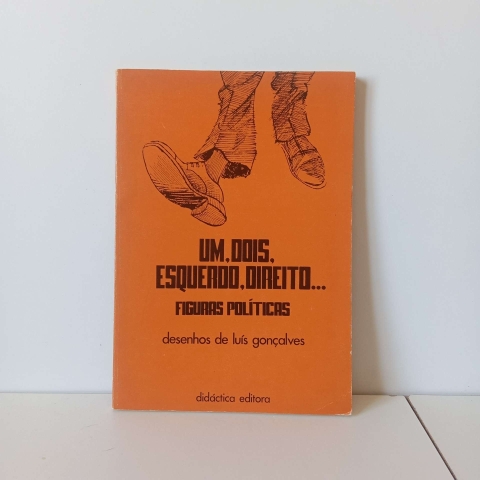 UM, DOIS,
ESQUERDO, DIREITO...
FIGURAS POLÍTICAS
desenhos de luís gonçalves
didáctica editora